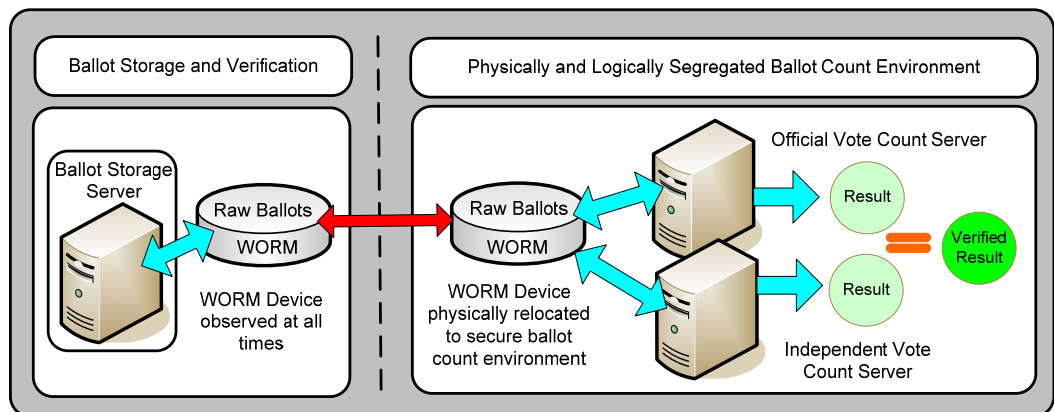 Ballot Storage and Verification
Physically and Logically Segregated Ballot Count Environment
Ballot Storage
Server
Raw Ballots
WORM
WORM Device
observed at all
times
Raw Ballots
WORM
WORM Device
physically relocated
to secure ballot
count environment
Official Vote Count Server
Result
Verified
Result
Result
Independent Vote
Count Server